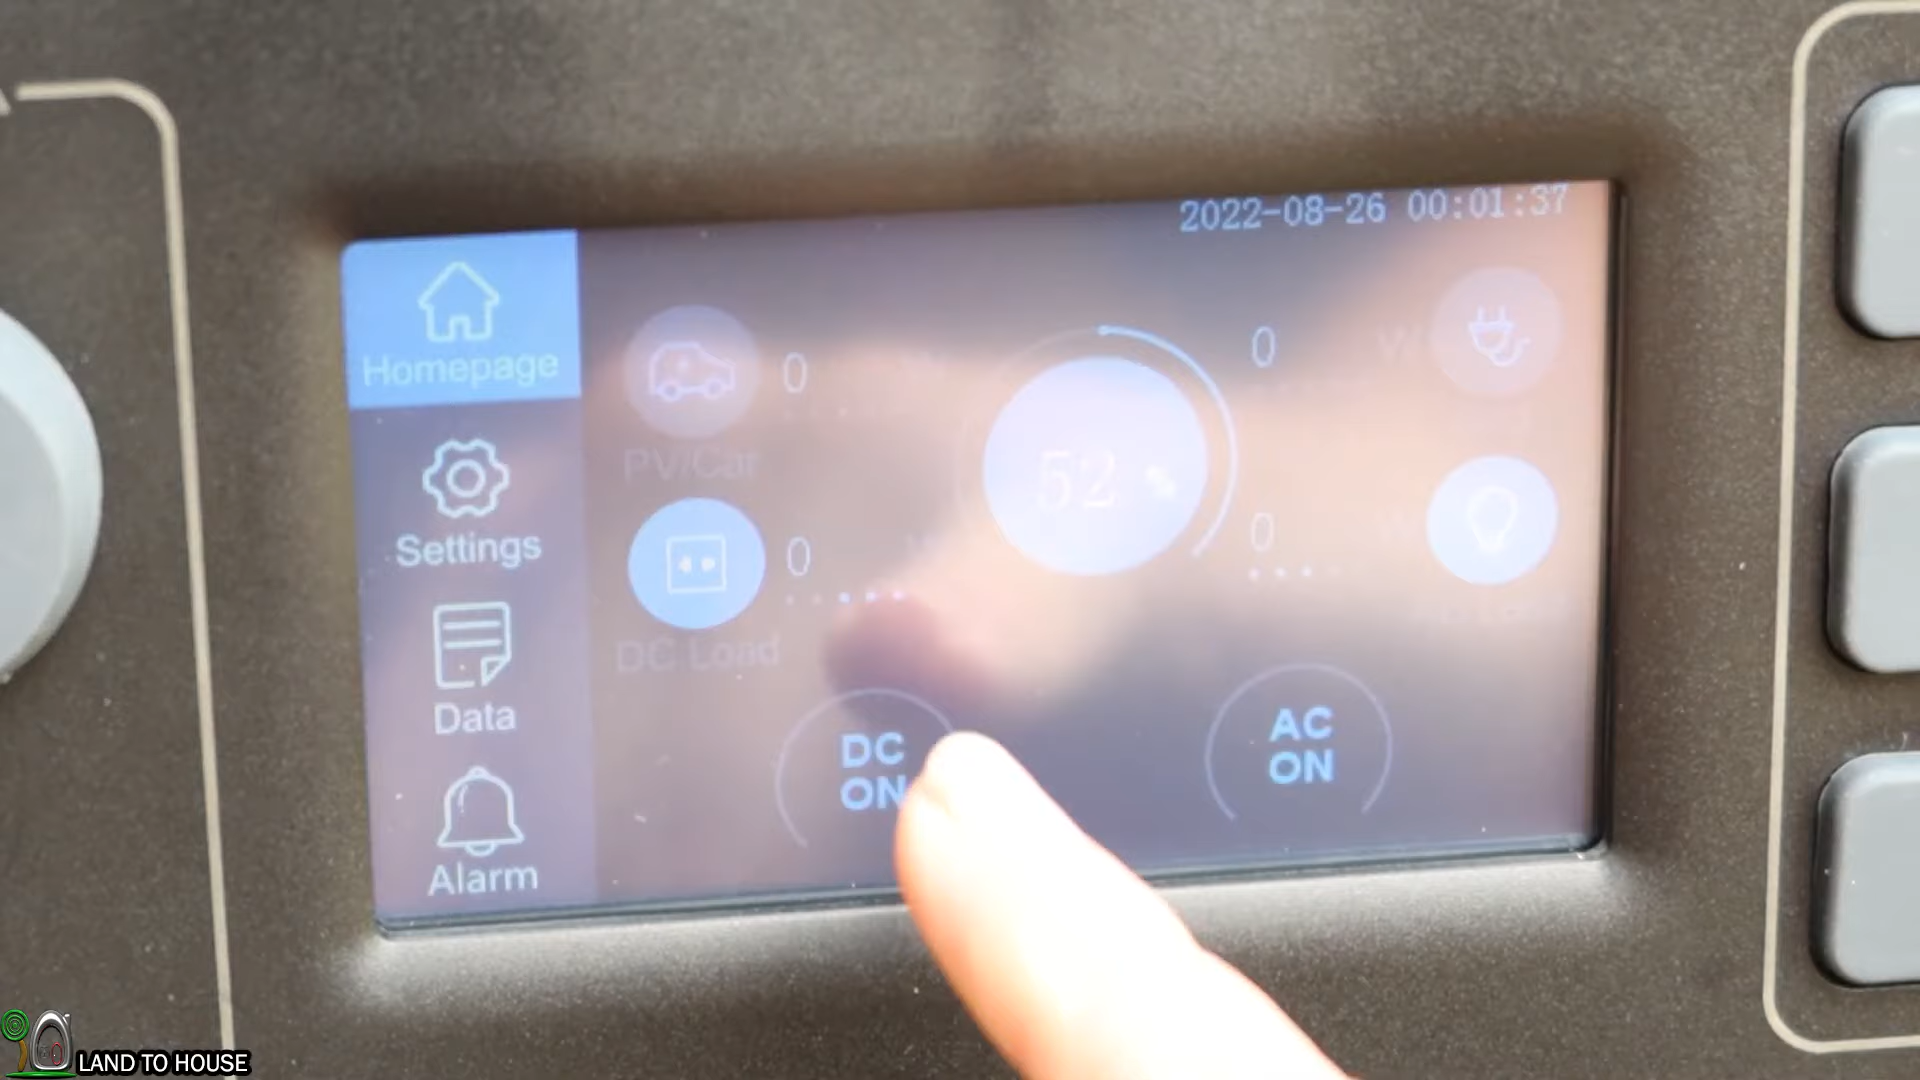 2022-08-26 00:01:37
Homepage
Settings
Data
Alarm
0
PV/Car
0
DC Load
52 %
0
W
0
DC
ON
AC
ON
LAND TO HOUSE